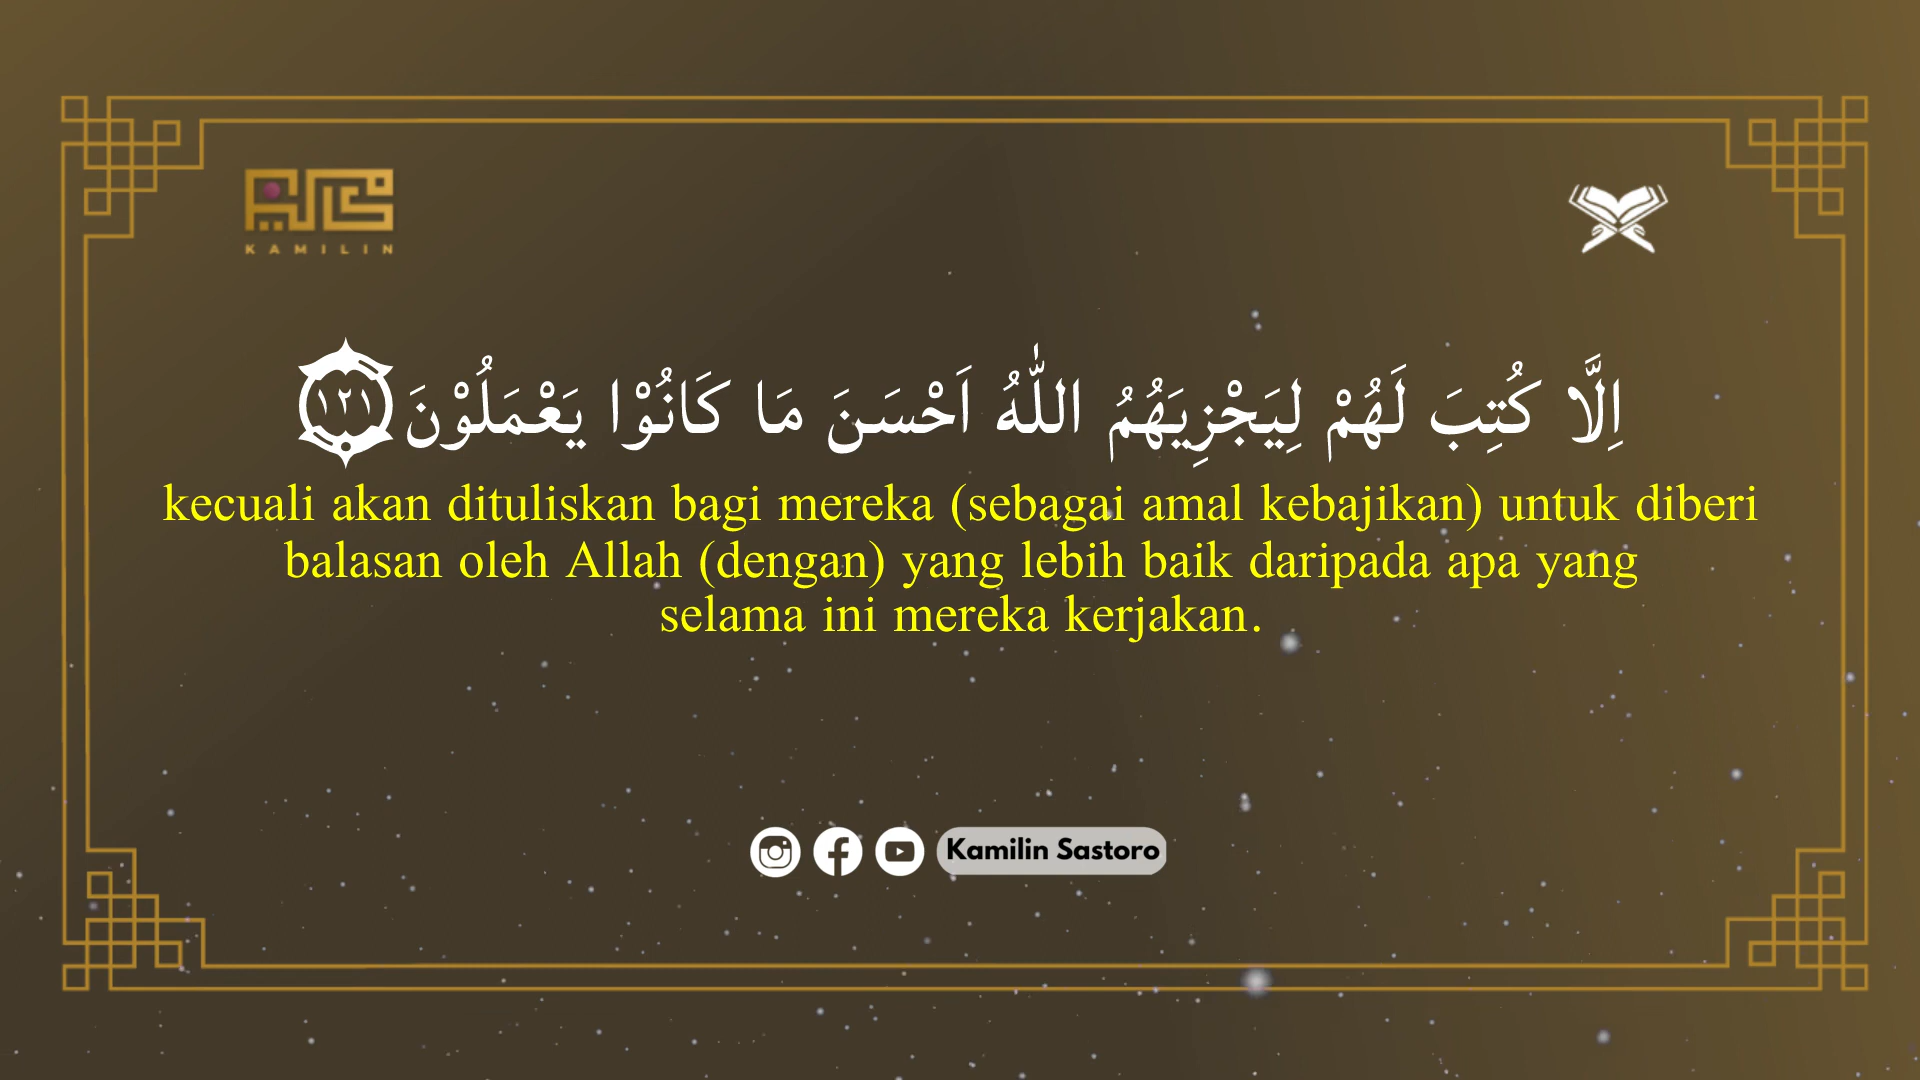 KAMILIN
اِلَّا كُتِبَ لَهُمْ لِيَجْزِيَهُمُ اللّٰهُ اَحْسَنَ مَا كَانُوْا يَعْمَلُوْنَ ١٢١
kecuali akan dituliskan bagi mereka (sebagai amal kebajikan) untuk diberi
balasan oleh Allah (dengan) yang lebih baik daripada apa yang
selama ini mereka kerjakan.
Kamilin Sastoro